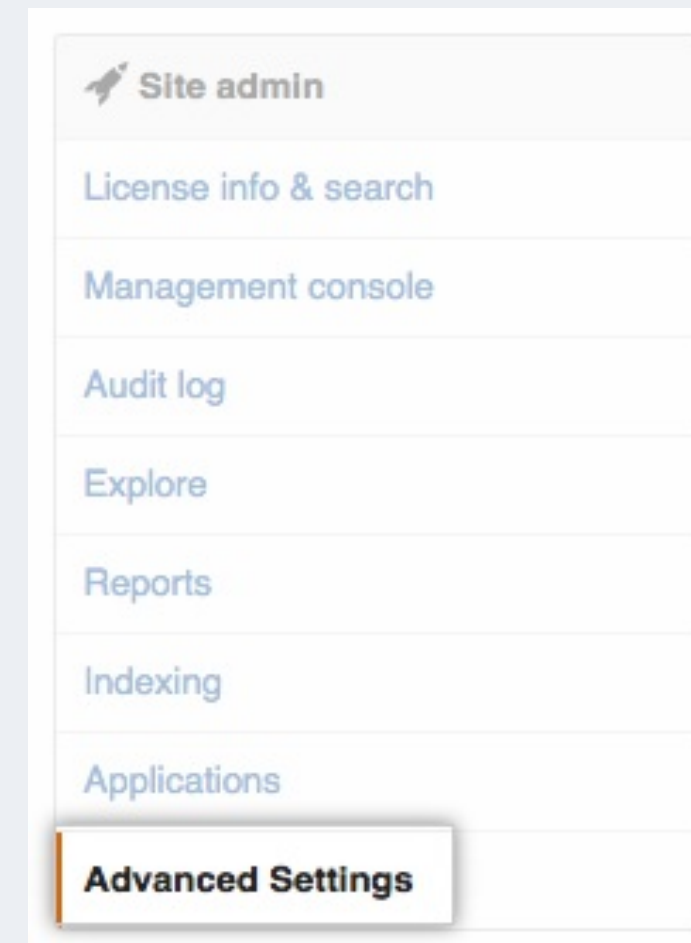 Site admin
License info & search
Management console
Audit log
Explore
Reports
Indexing
Applications
Advanced Settings